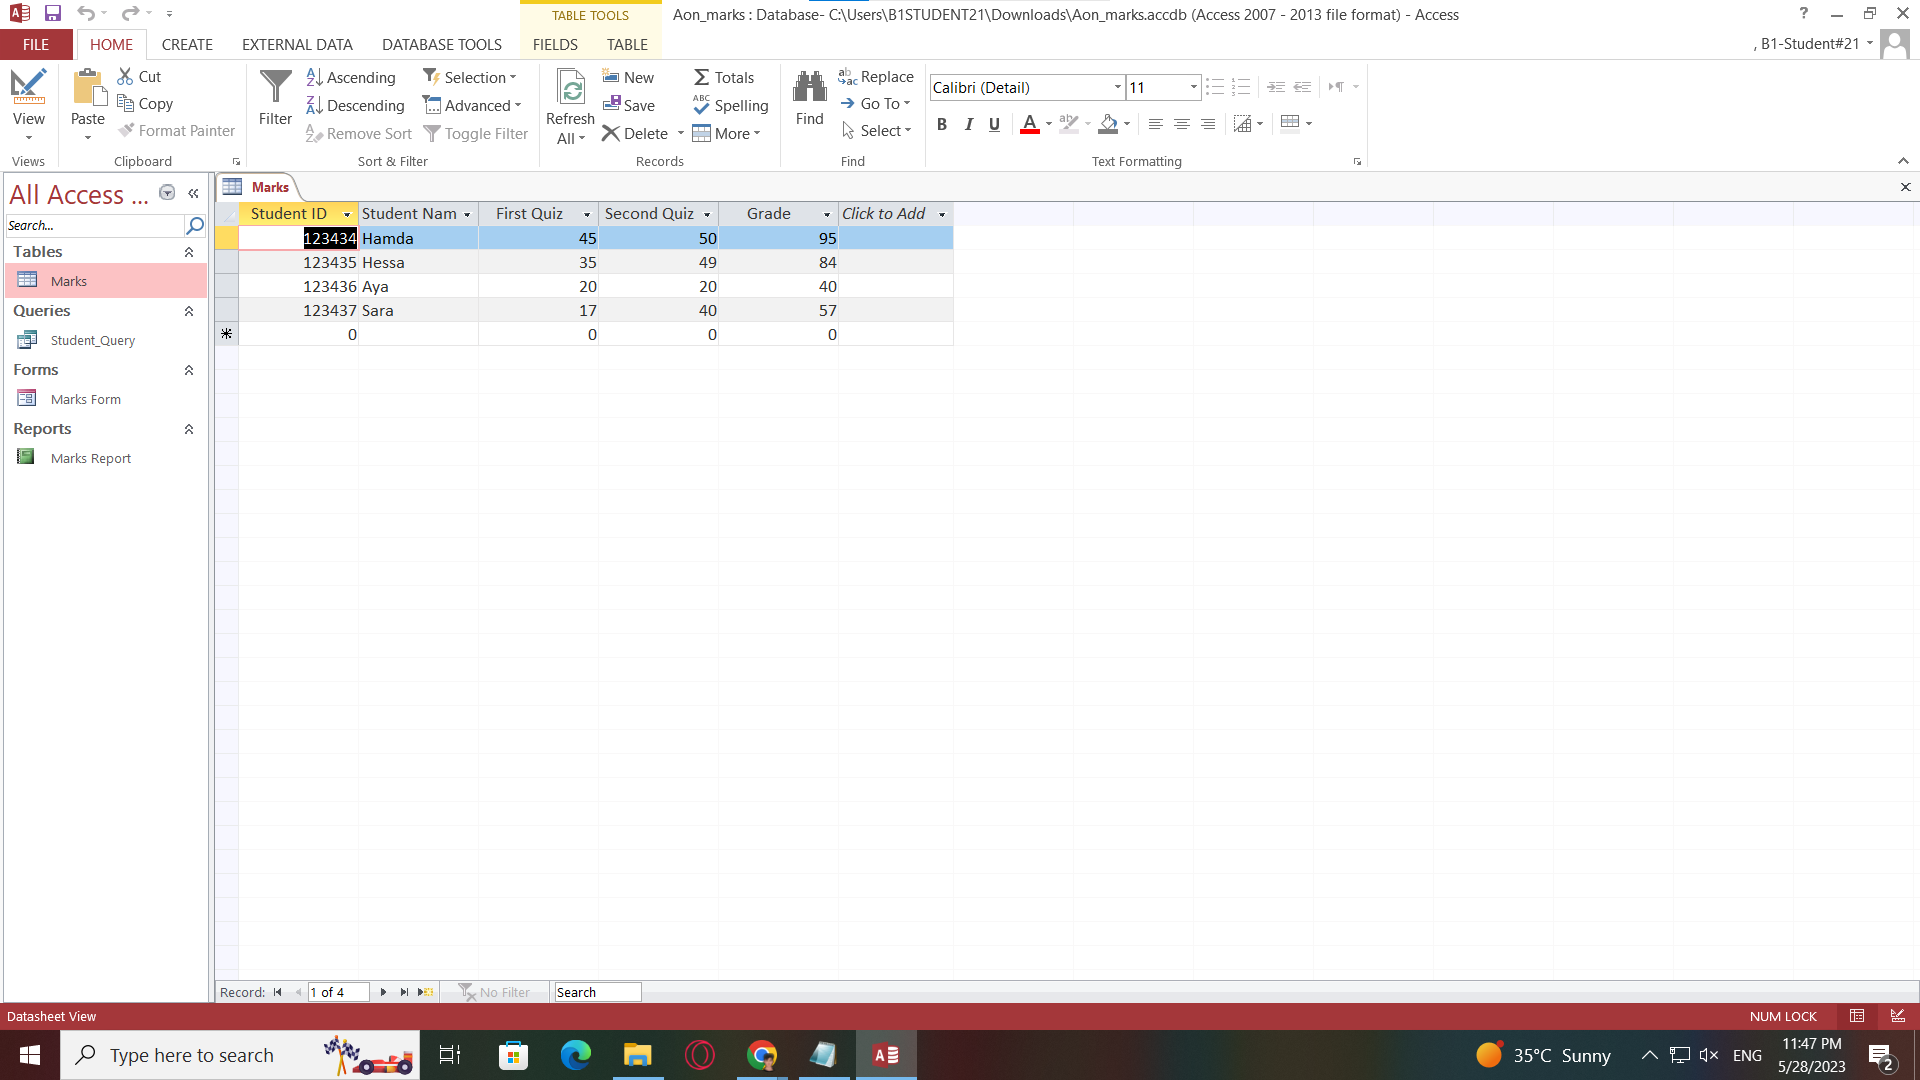 TABLE TOOLS
Aon_marks : Database- C:\Users\B1STUDENT21\Downloads\Aon_marks.accdb (Access 2007 - 2013 file format) - Access
FILE HOME CREATE EXTERNAL DATA DATABASE TOOLS FIELDS TABLE
, B1-Student#21
View
Views
Paste
Cut
Copy
Format Painter
Clipboard
Filter
Ascending
Descending
Remove Sort
Selection
Advanced
Toggle Filter
Sort & Filter
Refresh
All
New
Save
Delete
Totals
Spelling
More
Records
Find
Replace
Go To
Select
Find
Calibri (Detail) 11
B I U A
Text Formatting
All Access ...
Search...
Tables
Marks
Queries
Student_Query
Forms
Marks Form
Reports
Marks Report
Marks
Student ID Student Nam First Quiz Second Quiz Grade Click to Add
123434 Hamda 45 50 95
123435 Hessa 35 49 84
123436 Aya 20 20 40
123437 Sara 17 40 57
0 0 0 0
Record: 1 of 4 No Filter Search
Datasheet View
NUM LOCK
Type here to search
35°C Sunny
ENG
11:47 PM
5/28/2023
2